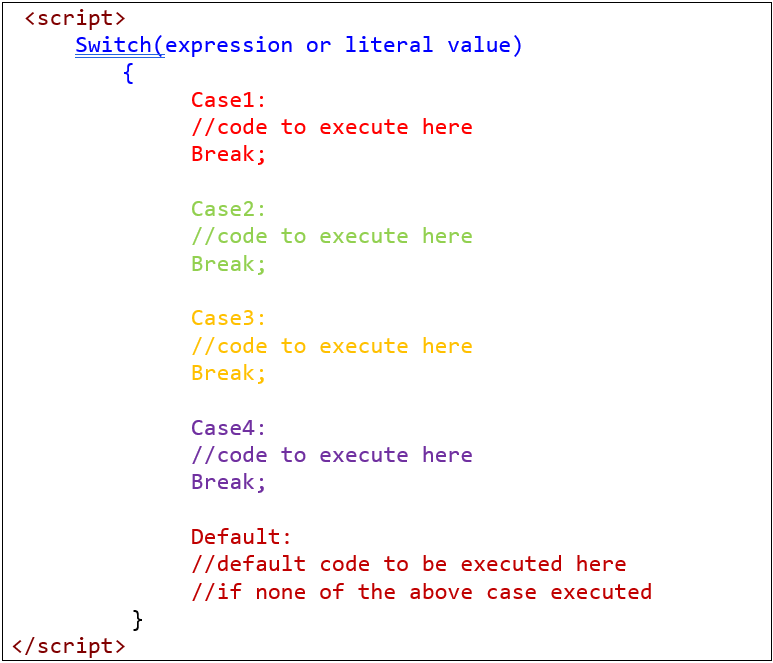 <script>
Switch(expression or literal value)
{
Case1:
//code to execute here
Break;
Case2:
//code to execute here
Break;
Case3:
//code to execute here
Break;
Case4:
//code to execute here
Break;
Default:
//default code to be executed here
//if none of the above case executed
}
</script>